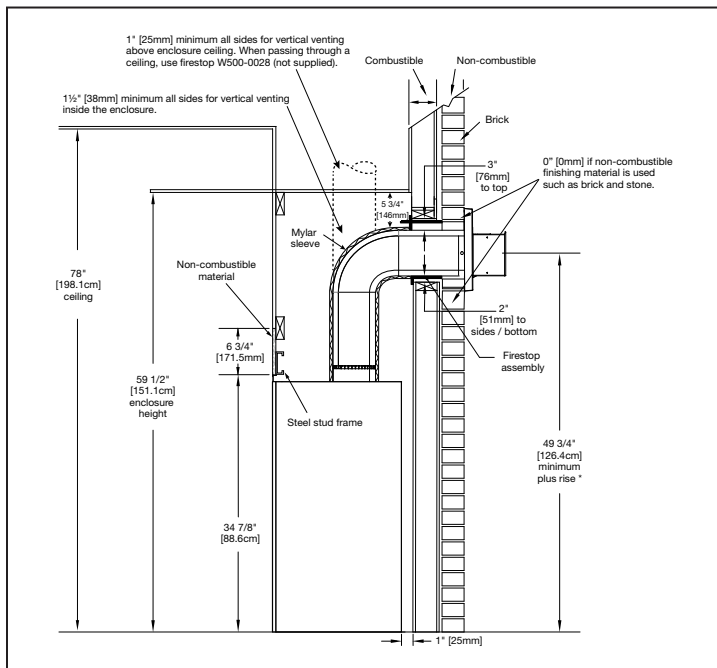 1" [25mm] minimum all sides for vertical venting
above enclosure ceiling. When passing through a
ceiling, use firestop W500-0028 (not supplied).
Combustible
Non-combustible
1½" [38mm] minimum all sides for vertical venting
inside the enclosure.
Brick
3"
[76mm]
to top
0" [0mm] if non-combustible
finishing material is used
such as brick and stone.
5 3/4"
[146mm]
Mylar
sleeve
Non-combustible
material
78"
[198.1cm]
ceiling
2"
[51mm] to
sides / bottom
6 3/4"
[171.5mm]
Firestop
assembly
59 1/2"
[151.1cm]
enclosure
height
Steel stud frame
49 3/4"
[126.4cm]
minimum
plus rise *
34 7/8"
[88.6cm]
1" [25mm]